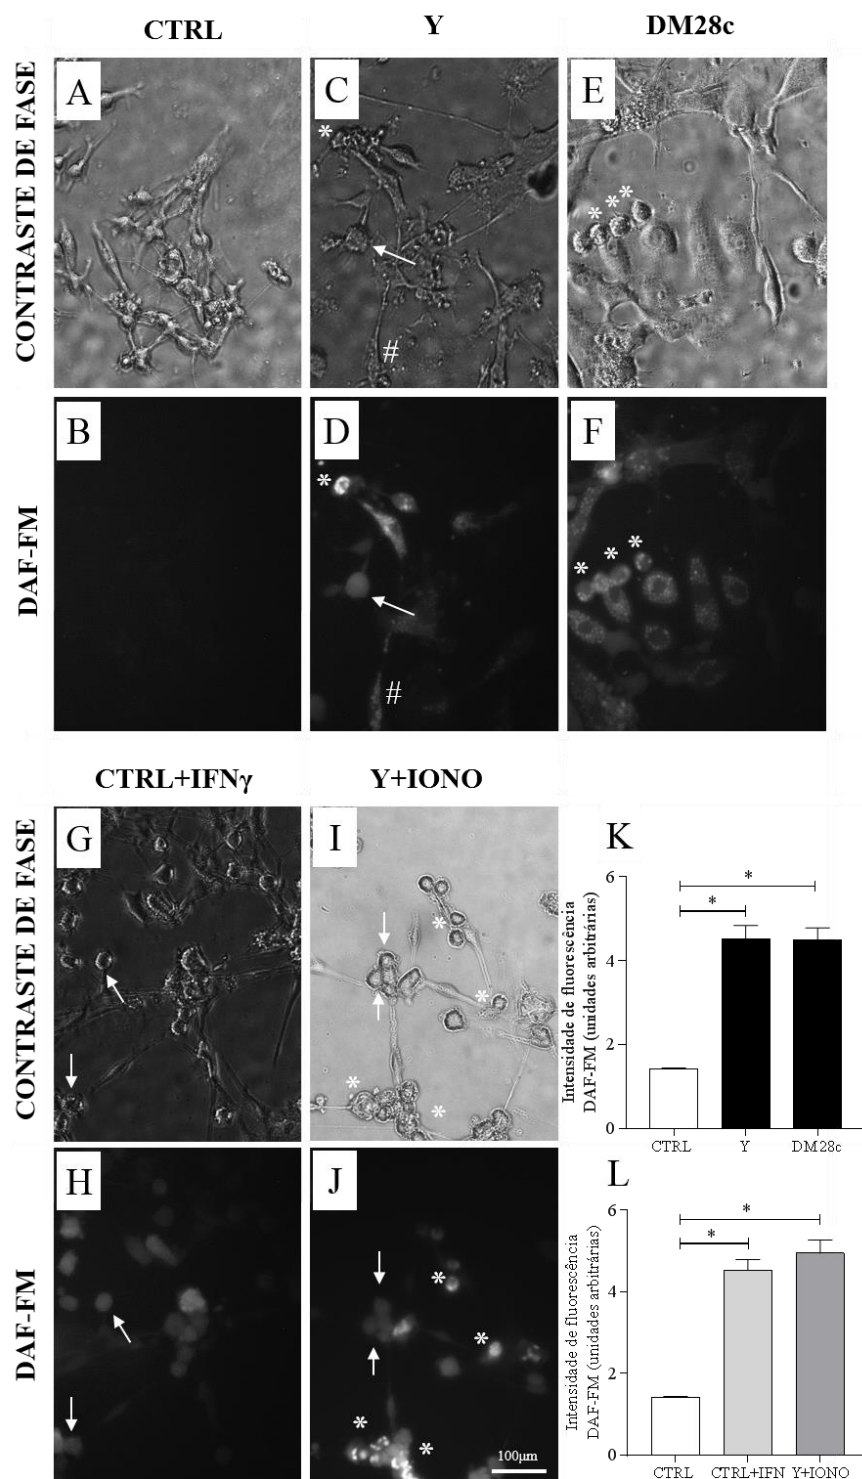 CTRL
Y
DM28c
CONTRASTE DE FASE
A
C
*
#
E
* * *
DAF-FM
B
D
*
#
F
* * *
CTRL+IFNγ
Y+IONO
CONTRASTE DE FASE
G
I
*
*
*
*
K
Intensidade de fluorescência
DAF-FM (unidades arbitrárias)
6
4
2
0
*
*
CTRL
Y
DM28c
DAF-FM
H
J
*
*
*
*
100µm
L
Intensidade de fluorescência
DAF-FM (unidades arbitrárias)
6
4
2
0
*
*
CTRL
CTRL+IFN
Y+IONO